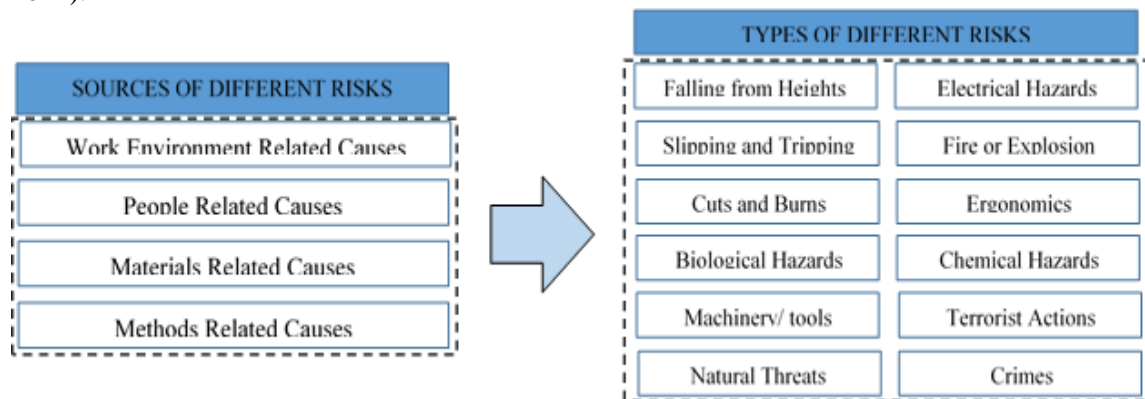 TYPES OF DIFFERENT RISKS
SOURCES OF DIFFERENT RISKS
Work Environment Related Causes
People Related Causes
Materials Related Causes
Methods Related Causes
Falling from Heights
Electrical Hazards
Slipping and Tripping
Fire or Explosion
Cuts and Burns
Ergonomics
Biological Hazards
Chemical Hazards
Machinery/ tools
Terrorist Actions
Natural Threats
Crimes